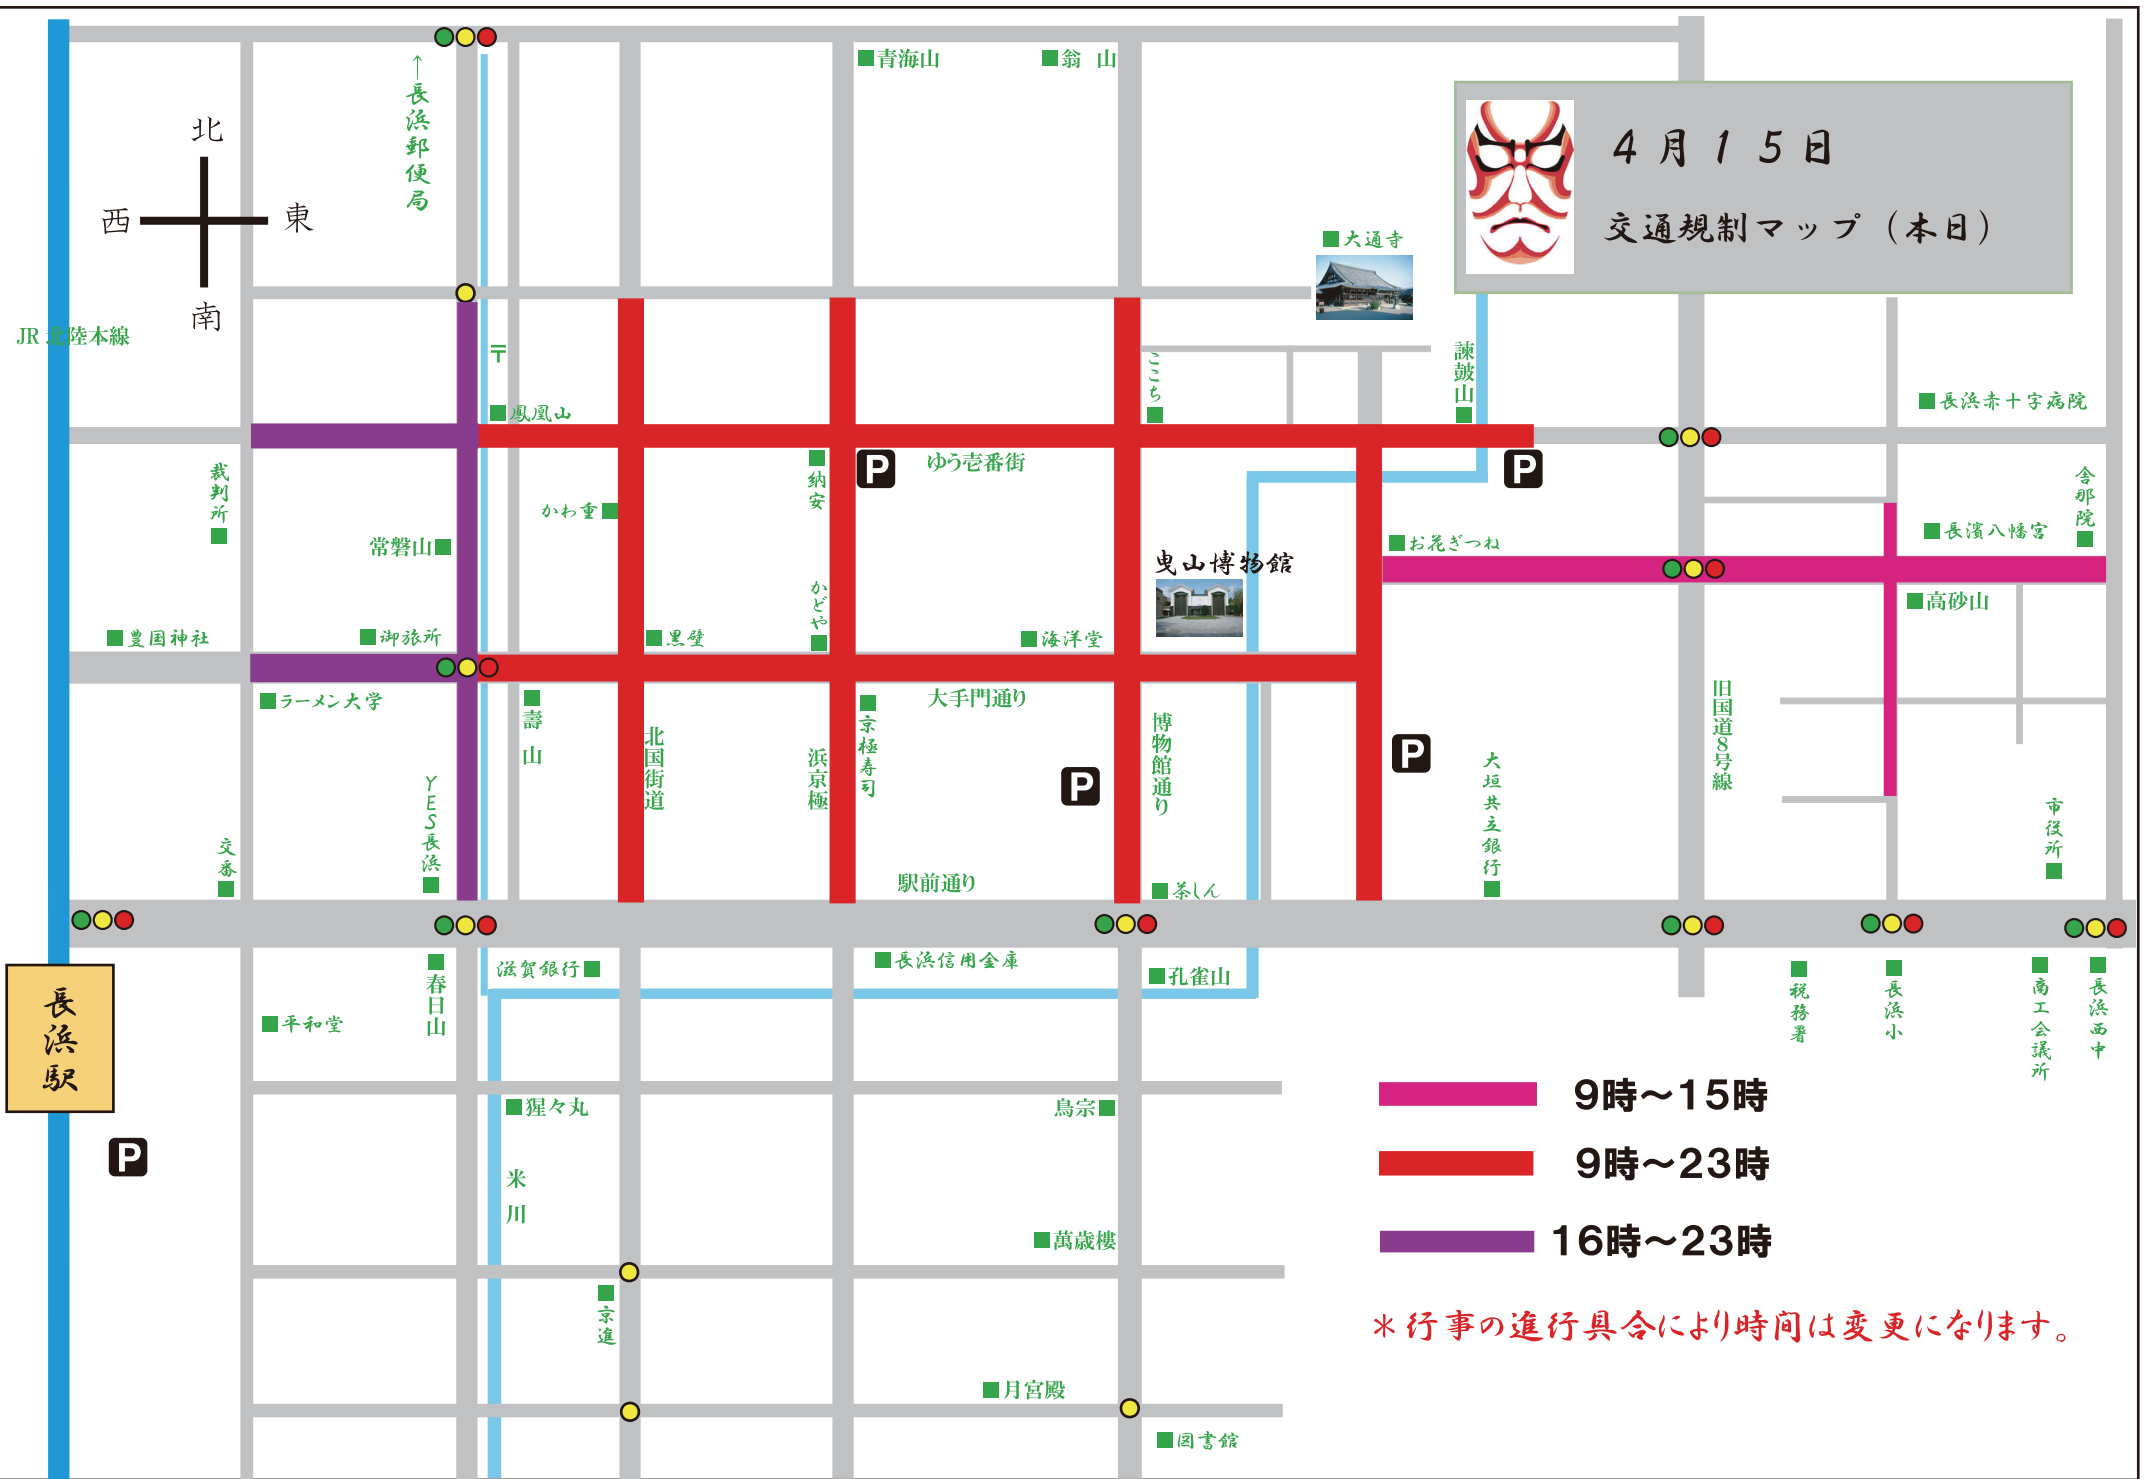 青海山
翁 山
↑長浜郵便局
4月15日
交通規制マップ（本日）
北
西
東
南
大通寺
JR 北陸本線
〒
ここち
諫皷山
鳳凰山
長浜赤十字病院
裁判所
ゆう壱番街
P
P
納安
かわ重
舎那院
長濱八幡宮
常磐山
お花ぎつね
曳山博物館
かどや
高砂山
豊国神社
御旅所
黒壁
海洋堂
ラーメン大学
壽山
大手門通り
京極寿司
北国街道
浜京極
博物館通り
旧国道8号線
P
P
大垣共立銀行
YES長浜
交番
市役所
駅前通り
茶しん
長浜駅
春日山
滋賀銀行
長浜信用金庫
孔雀山
税務署
長浜小
商工会議所
長浜西中
平和堂
猩々丸
鳥宗
9時～15時
P
米川
9時～23時
萬歳樓
16時～23時
京進
＊行事の進行具合により時間は変更になります。
月宮殿
図書館